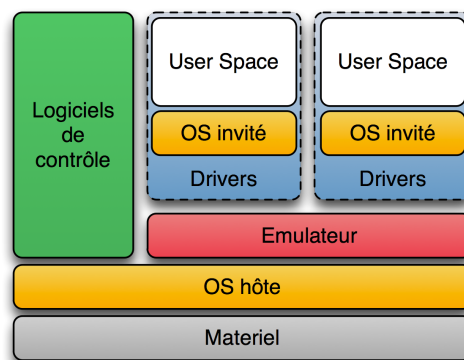 User Space
User Space
Logiciels
de
contrôle
OS invité
OS invité
Drivers
Drivers
Emulateur
OS hôte
Materiel